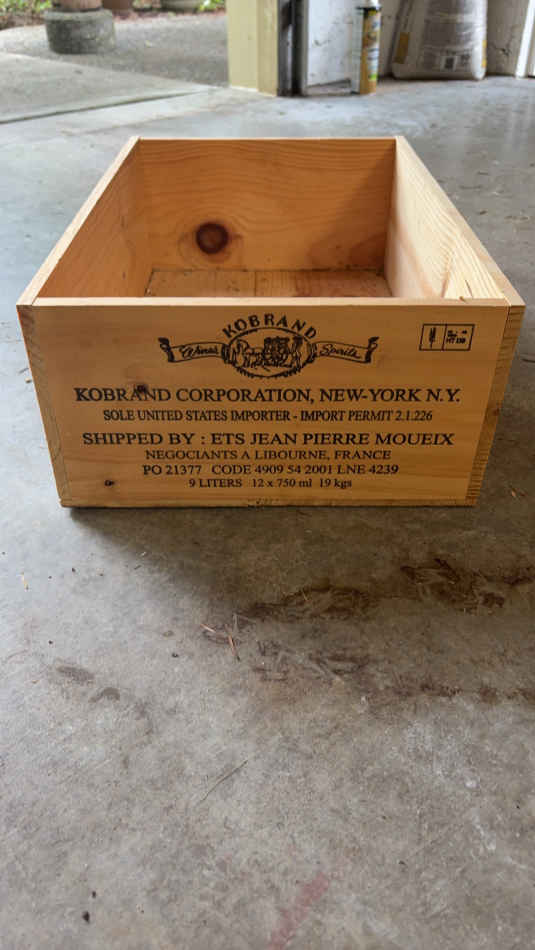 KOBRAND
Wines Spirits
KOBRAND CORPORATION, NEW-YORK N.Y.
SOLE UNITED STATES IMPORTER - IMPORT PERMIT 2.1.226
SHIPPED BY : ETS JEAN PIERRE MOUEIX
NEGOCIANTS A LIBOURNE, FRANCE
PO 21377 CODE 4909 54 2001 LNE 4239
9 LITERS 12 x 750 ml 19 kgs